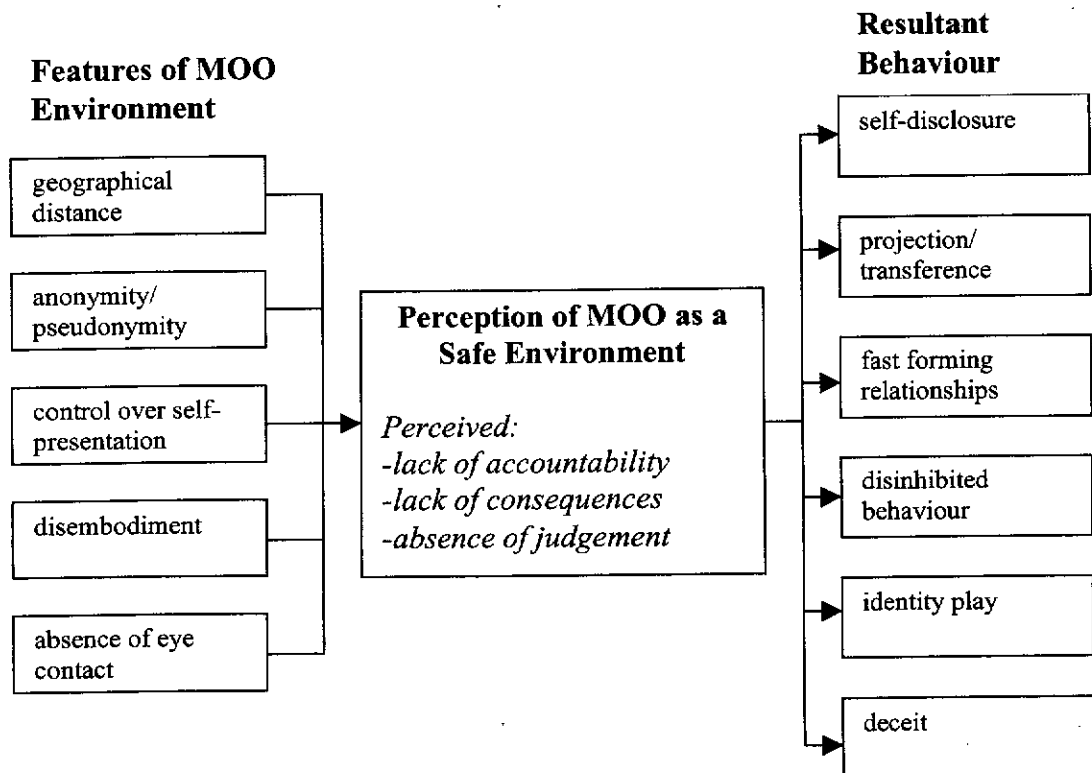 Features of MOO
Environment
geographical
distance
anonymity/
pseudonymity
control over self-
presentation
disembodiment
absence of eye
contact
Perception of MOO as a
Safe Environment
Perceived:
-lack of accountability
-lack of consequences
-absence of judgement
Resultant
Behaviour
self-disclosure
projection/
transference
fast forming
relationships
disinhibited
behaviour
identity play
deceit